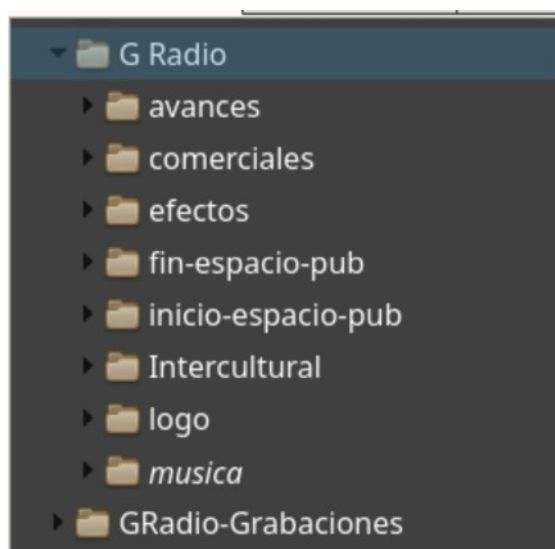 G Radio
avances
comerciales
efectos
fin-espacio-pub
inicio-espacio-pub
Intercultural
logo
musica
GRadio-Grabaciones